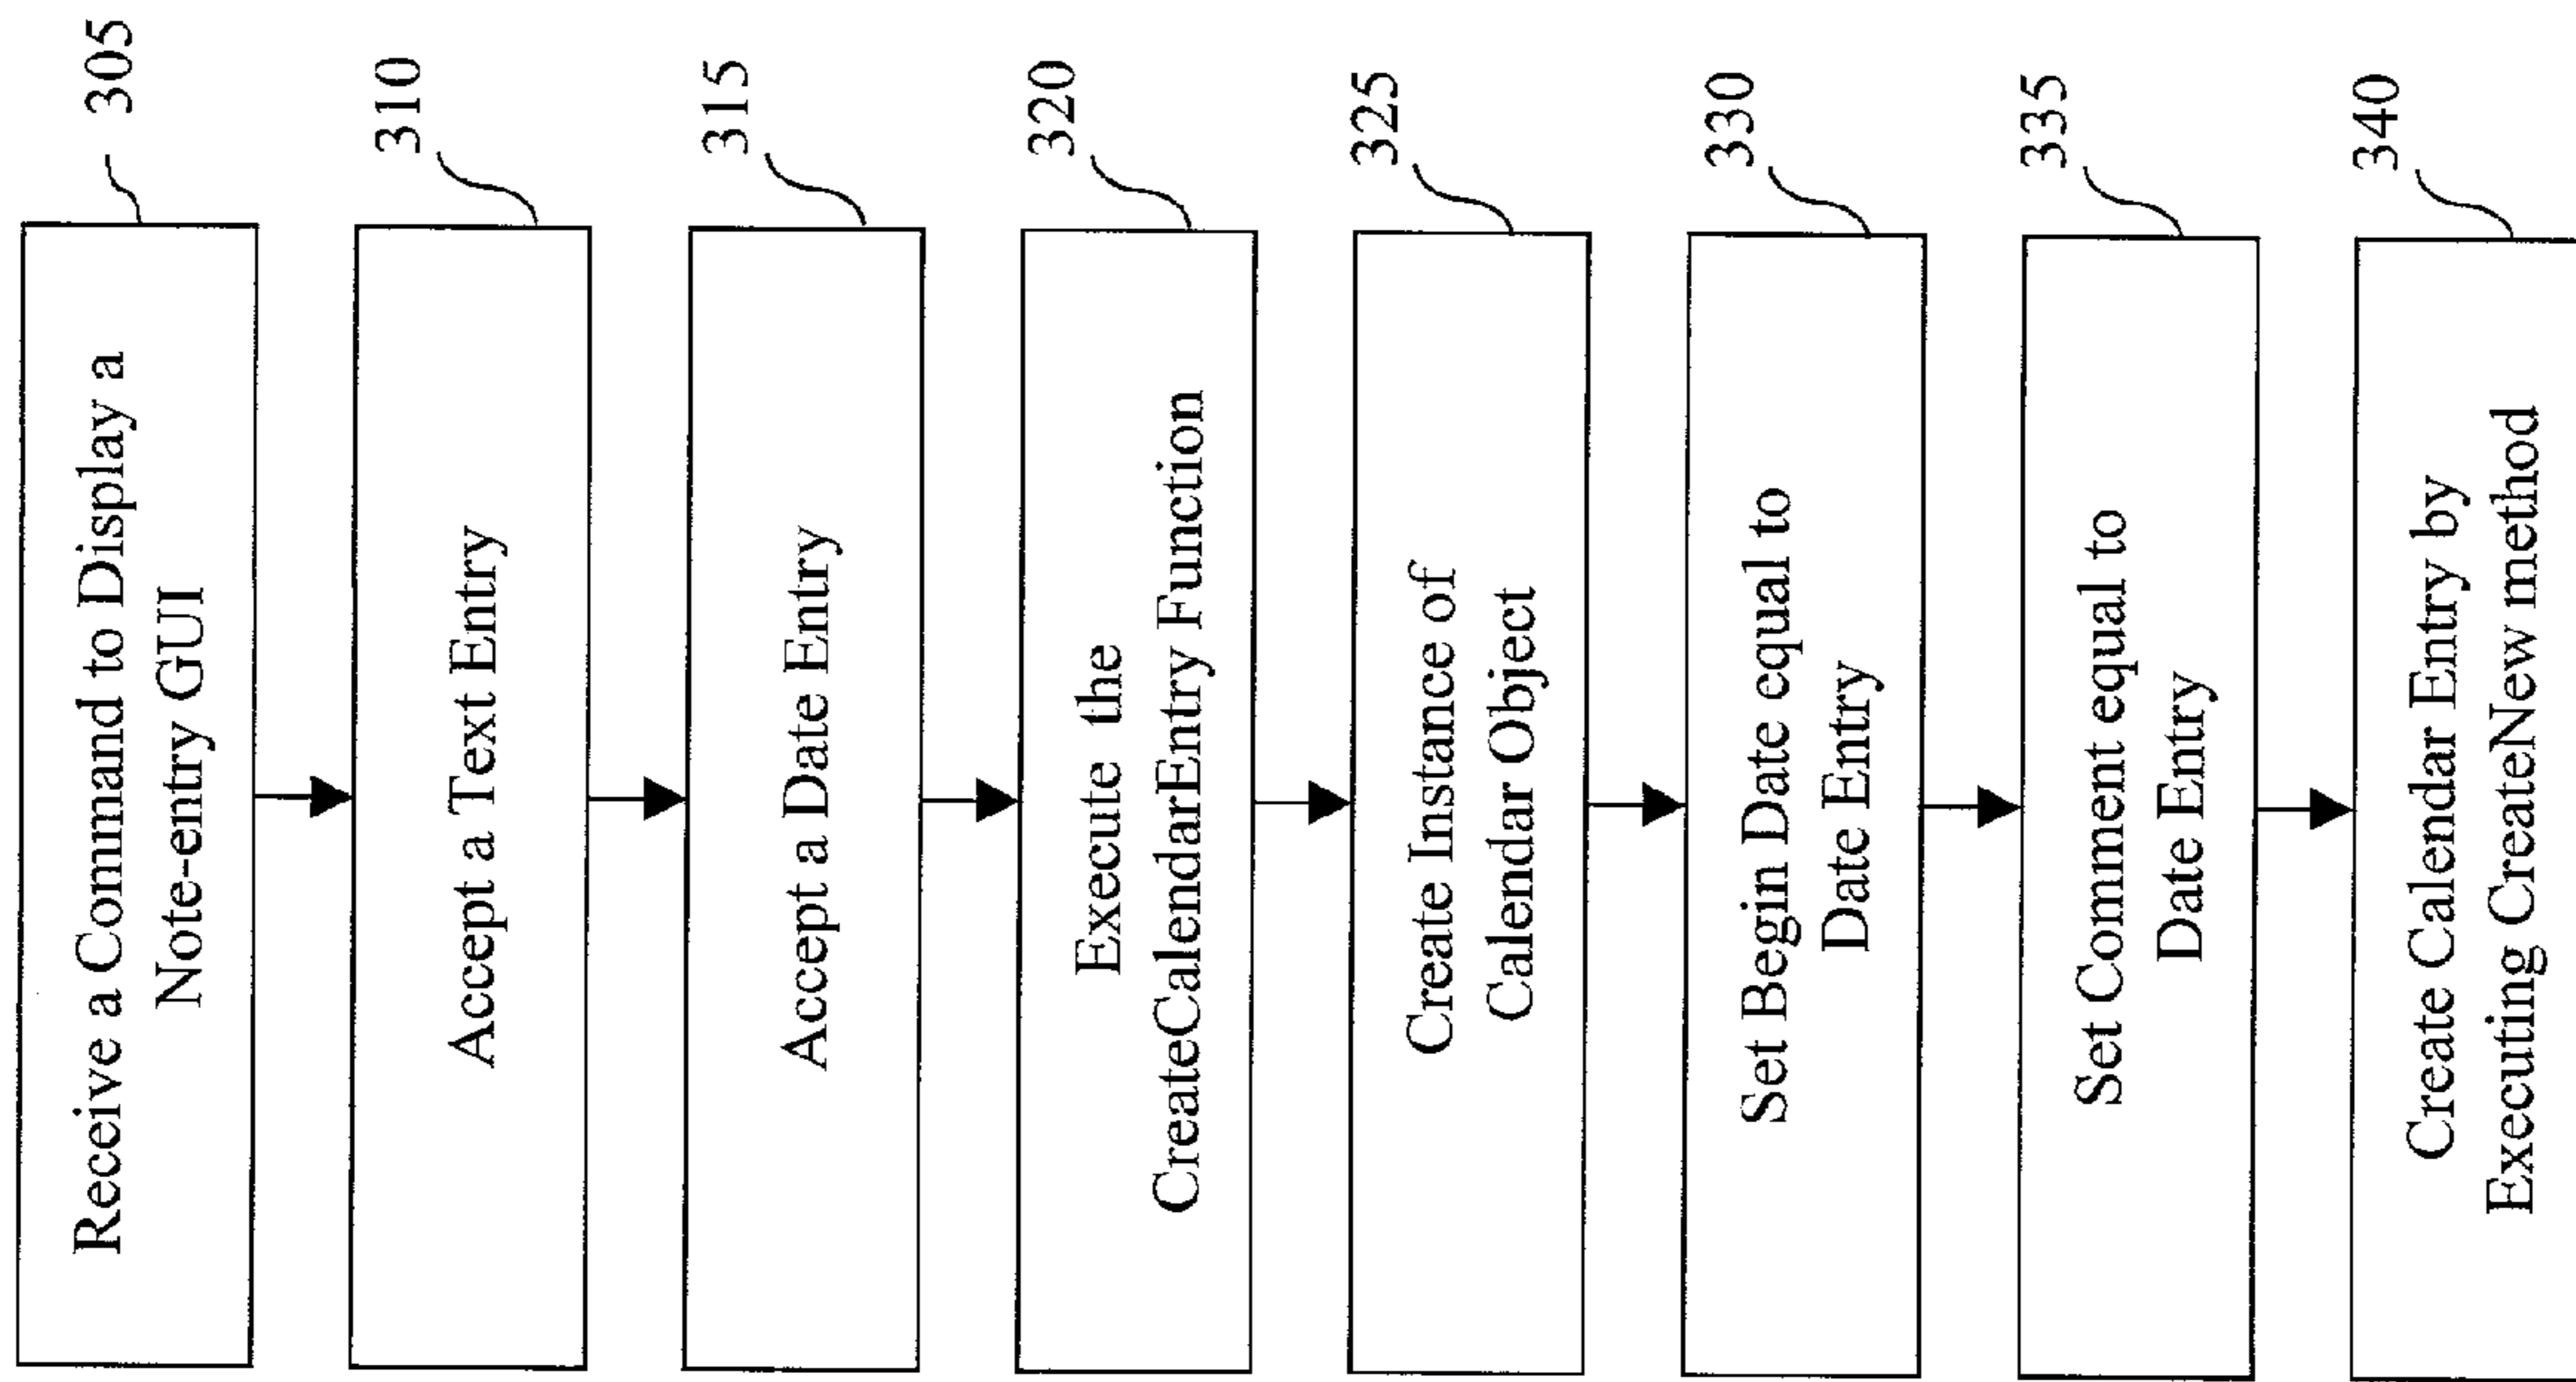 Receive a Command to Display a
Note-entry GUI
305
Accept a Text Entry
310
Accept a Date Entry
315
Execute the
CreateCalendarEntry Function
320
Create Instance of
Calendar Object
325
Set Begin Date equal to
Date Entry
330
Set Comment equal to
Date Entry
335
Create Calendar Entry by
Executing CreateNew method
340